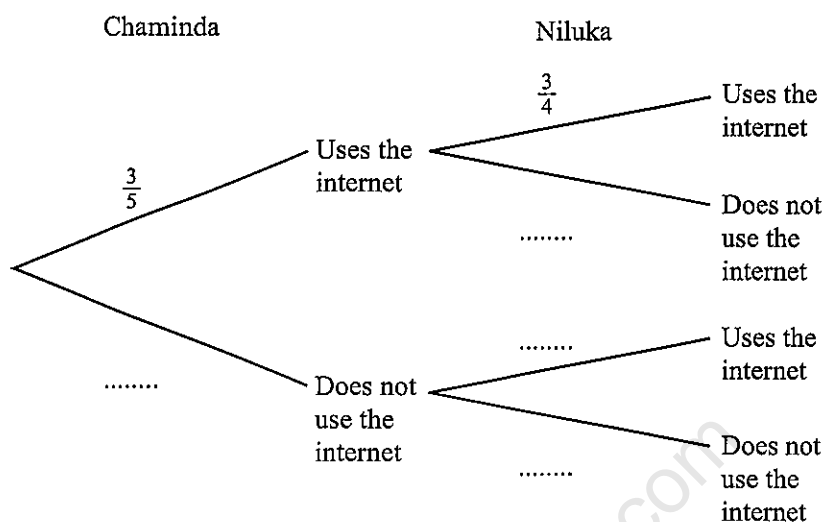 Chaminda
Niluka
3/5
Uses the
internet
3/4
Uses the
internet
........
Does not
use the
internet
........
Does not
use the
internet
........
Uses the
internet
........
Does not
use the
internet
.com